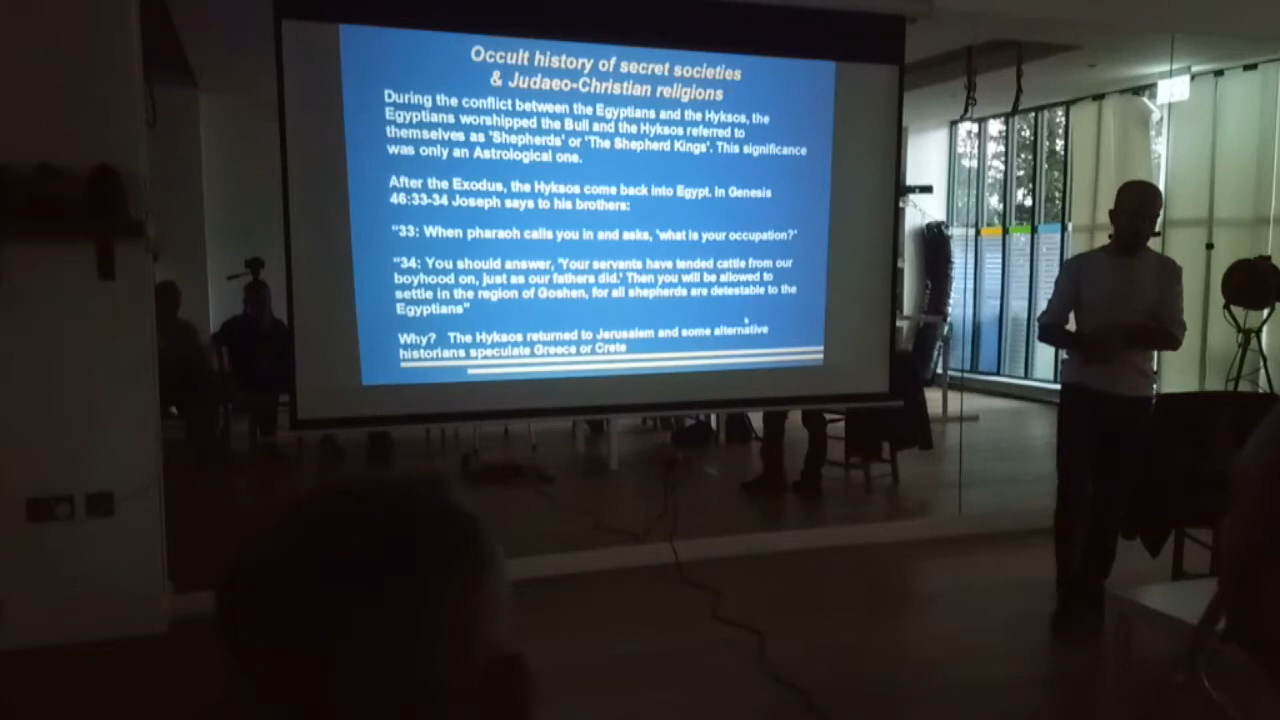 Occult history of secret societies
& Judaeo-Christian religions
During the conflict between the Egyptians and the Hyksos, the
Egyptians worshipped the Bull and the Hyksos referred to
themselves as 'Shepherds' or 'The Shepherd Kings'. This significance
was only an Astrological one.
After the Exodus, the Hyksos come back into Egypt. In Genesis
46:33-34 Joseph says to his brothers:
"33: When pharaoh calls you in and asks, 'what is your occupation?'
"34: You should answer, 'Your servants have tended cattle from our
boyhood on, just as our fathers did.' Then you will be allowed to
settle in the region of Goshen, for all shepherds are detestable to the
Egyptians"
Why? The Hyksos returned to Jerusalem and some alternative
historians speculate Greece or Crete